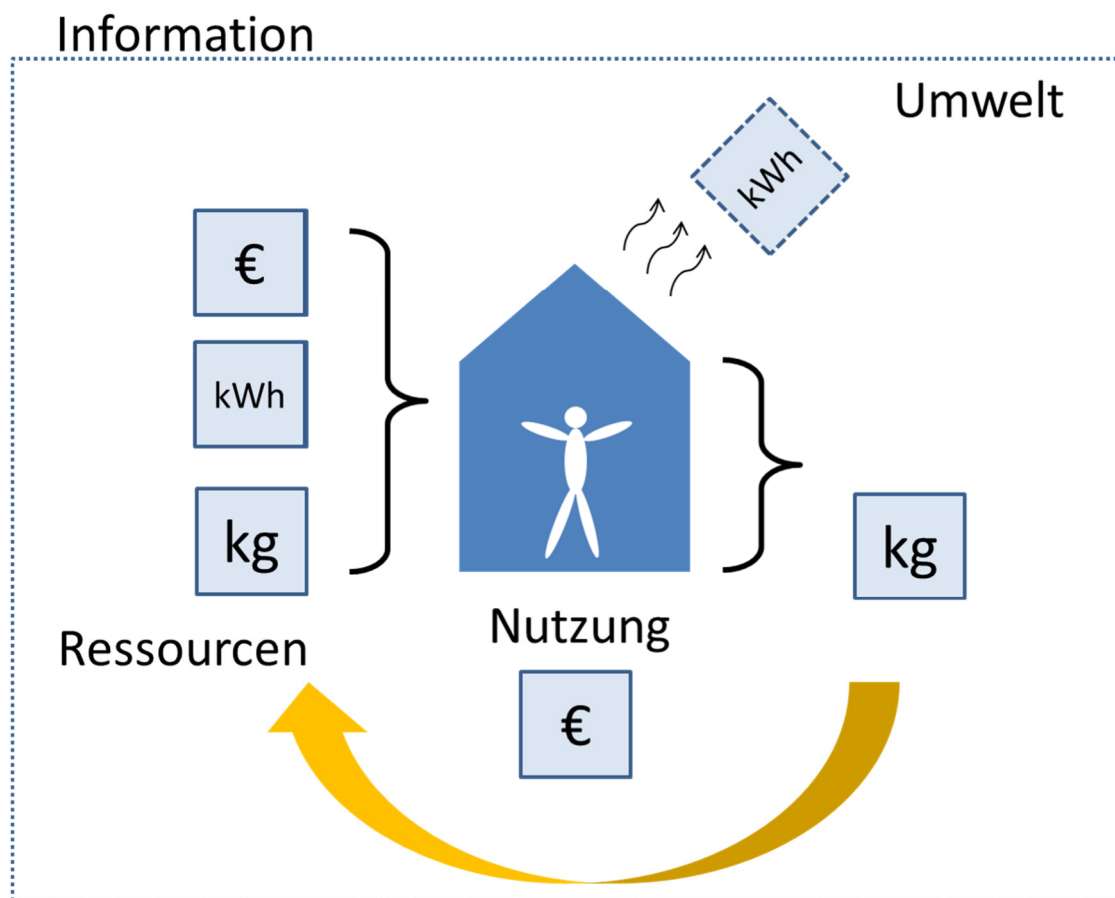 Information
Umwelt
kWh
€
kWh
kg
kg
Ressourcen
Nutzung
€